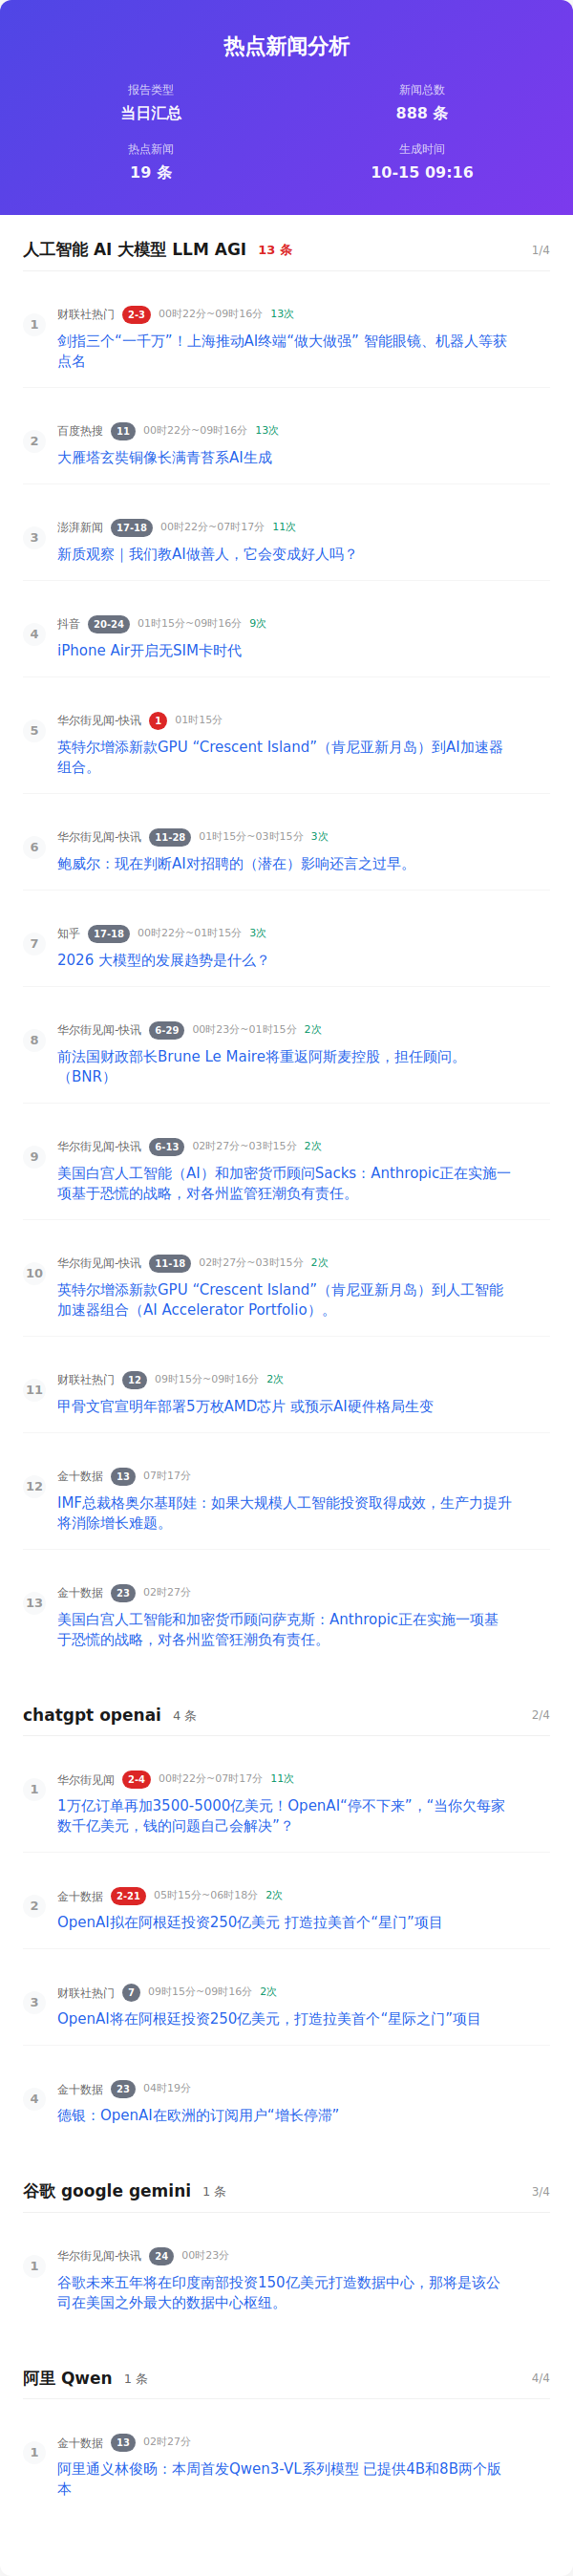 热点新闻分析
报告类型
当日汇总
新闻总数
888 条
热点新闻
19 条
生成时间
10-15 09:16
人工智能 AI 大模型 LLM AGI 13 条 1/4
1
财联社热门 2-3 00时22分~09时16分 13次
剑指三个“一千万”！上海推动AI终端“做大做强” 智能眼镜、机器人等获
点名
2
百度热搜 11 00时22分~09时16分 13次
大雁塔玄奘铜像长满青苔系AI生成
3
澎湃新闻 17-18 00时22分~07时17分 11次
新质观察｜我们教AI做善人，它会变成好人吗？
4
抖音 20-24 01时15分~09时16分 9次
iPhone Air开启无SIM卡时代
5
华尔街见闻-快讯 1 01时15分
英特尔增添新款GPU “Crescent Island”（肯尼亚新月岛）到AI加速器
组合。
6
华尔街见闻-快讯 11-28 01时15分~03时15分 3次
鲍威尔：现在判断AI对招聘的（潜在）影响还言之过早。
7
知乎 17-18 00时22分~01时15分 3次
2026 大模型的发展趋势是什么？
8
华尔街见闻-快讯 6-29 00时23分~01时15分 2次
前法国财政部长Brune Le Maire将重返阿斯麦控股，担任顾问。
（BNR）
9
华尔街见闻-快讯 6-13 02时27分~03时15分 2次
美国白宫人工智能（AI）和加密货币顾问Sacks：Anthropic正在实施一
项基于恐慌的战略，对各州监管狂潮负有责任。
10
华尔街见闻-快讯 11-18 02时27分~03时15分 2次
英特尔增添新款GPU “Crescent Island”（肯尼亚新月岛）到人工智能
加速器组合（AI Accelerator Portfolio）。
11
财联社热门 12 09时15分~09时16分 2次
甲骨文官宣明年部署5万枚AMD芯片 或预示AI硬件格局生变
12
金十数据 13 07时17分
IMF总裁格奥尔基耶娃：如果大规模人工智能投资取得成效，生产力提升
将消除增长难题。
13
金十数据 23 02时27分
美国白宫人工智能和加密货币顾问萨克斯：Anthropic正在实施一项基
于恐慌的战略，对各州监管狂潮负有责任。
chatgpt openai 4 条 2/4
1
华尔街见闻 2-4 00时22分~07时17分 11次
1万亿订单再加3500-5000亿美元！OpenAI“停不下来”，“当你欠每家
数千亿美元，钱的问题自己会解决”？
2
金十数据 2-21 05时15分~06时18分 2次
OpenAI拟在阿根廷投资250亿美元 打造拉美首个“星门”项目
3
财联社热门 7 09时15分~09时16分 2次
OpenAI将在阿根廷投资250亿美元，打造拉美首个“星际之门”项目
4
金十数据 23 04时19分
德银：OpenAI在欧洲的订阅用户“增长停滞”
谷歌 google gemini 1 条 3/4
1
华尔街见闻-快讯 24 00时23分
谷歌未来五年将在印度南部投资150亿美元打造数据中心，那将是该公
司在美国之外最大的数据中心枢纽。
阿里 Qwen 1 条 4/4
1
金十数据 13 02时27分
阿里通义林俊旸：本周首发Qwen3-VL系列模型 已提供4B和8B两个版
本